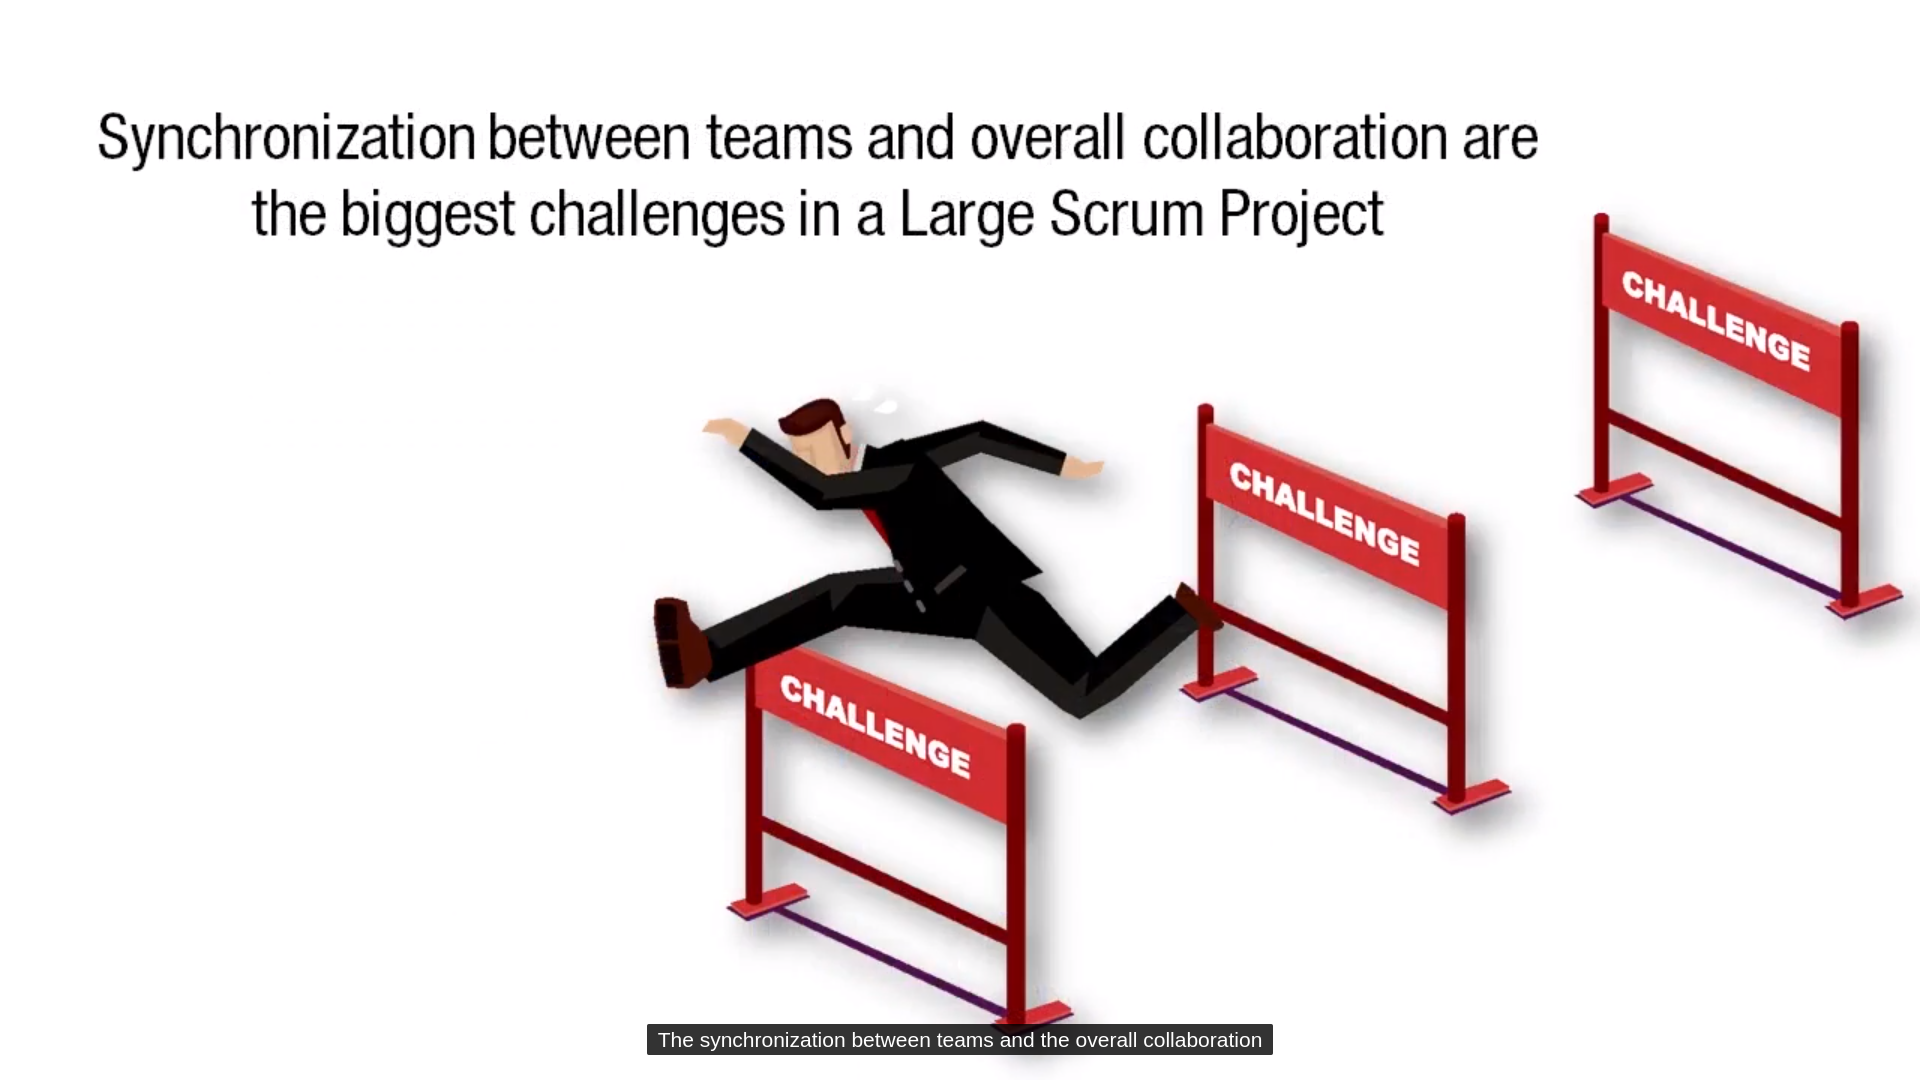 Synchronization between teams and overall collaboration are
the biggest challenges in a Large Scrum Project
CHALLENGE
CHALLENGE
CHALLENGE
The synchronization between teams and the overall collaboration